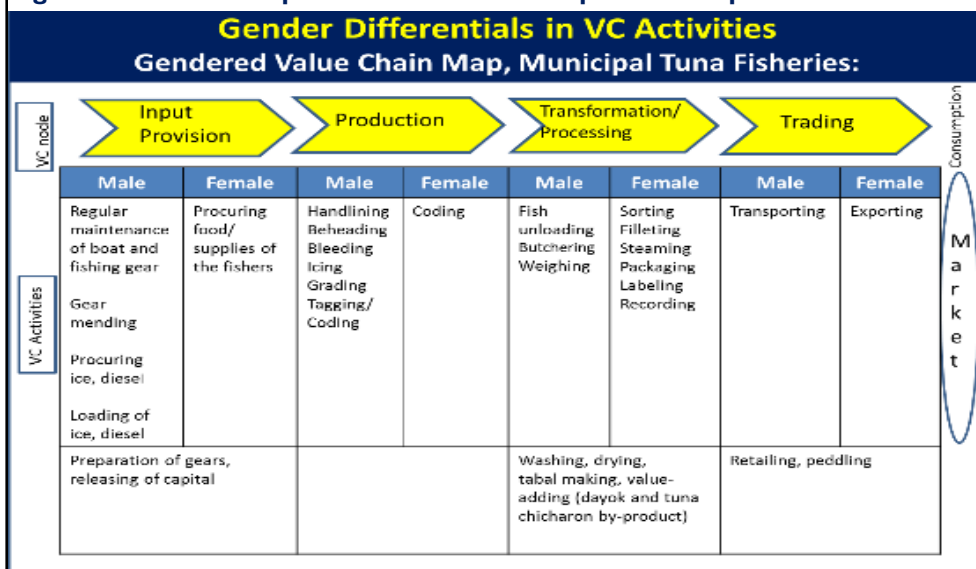 Gender Differentials in VC Activities
Gendered Value Chain Map, Municipal Tuna Fisheries:
VC node
Input
Provision
Production
Transformation/
Processing
Trading
Consumption
Male
Female
Male
Female
Male
Female
Male
Female
VC Activities
Regular
maintenance
of boat and
fishing gear
Gear
mending
Procuring
ice, diesel
Loading of
ice, diesel
Procuring
food/
supplies of
the fishers
Handlining
Beheading
Bleeding
Icing
Grading
Tagging/
Coding
Coding
Fish
unloading
Butchering
Weighing
Sorting
Filleting
Steaming
Packaging
Labeling
Recording
Transporting
Exporting
Market
Preparation of gears,
releasing of capital
Washing, drying,
tabal making, value-
adding (dayok and tuna
chicharon by-product)
Retailing, peddling